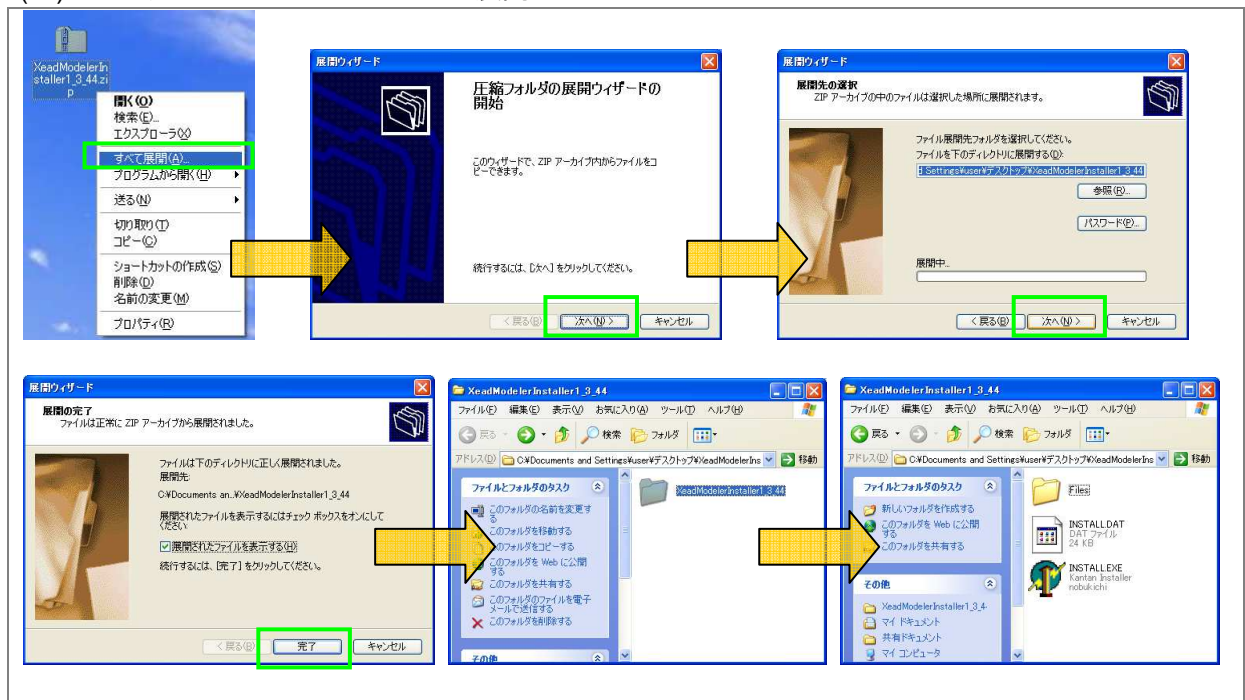 XeadModelerIn
staller1_3_44.zi
p
開く(O)
検索(E)...
エクスプローラ(X)
すべて展開(A)...
プログラムから開く(H)
送る(N)
切り取り(T)
コピー(C)
ショートカットの作成(S)
削除(D)
名前の変更(M)
プロパティ(R)
展開ウィザード
圧縮フォルダの展開ウィザードの
開始
このウィザードで、ZIP アーカイブ内からファイルをコ
ピーできます。
続行するには、[次へ] をクリックしてください。
< 戻る(B)
次へ(N) >
キャンセル
展開ウィザード
展開先の選択
ZIP アーカイブの中のファイルは選択した場所に展開されます。
ファイル展開先フォルダを選択してください。
ファイルを下のディレクトリに展開する(D):
d Settings¥user¥デスクトップ¥XeadModelerInstaller1_3_44
参照(R)...
パスワード(P)...
展開中...
< 戻る(B)
次へ(N) >
キャンセル
展開ウィザード
展開の完了
ファイルは正常に ZIP アーカイブから展開されました。
ファイルは下のディレクトリに正しく展開されました。
展開先:
C:¥Documents an...¥XeadModelerInstaller1_3_44
展開されたファイルを表示するにはチェック ボックスをオンにして
ください
展開されたファイルを表示する(H)
続行するには、[完了] をクリックしてください。
< 戻る(B)
完了
キャンセル
XeadModelerInstaller1_3_44
ファイル(F) 編集(E) 表示(V) お気に入り(A) ツール(T) ヘルプ(H)
戻る 検索 フォルダ
アドレス(D) C:¥Documents and Settings¥user¥デスクトップ¥XeadModelerIns 移動
ファイルとフォルダのタスク
このフォルダの名前を変更す
る
このフォルダを移動する
このフォルダをコピーする
このフォルダを Web に公開
する
このフォルダを共有する
このフォルダのファイルを電子
メールで送信する
このフォルダを削除する
その他
XeadModelerInstaller1_3_44
XeadModelerInstaller1_3_44
ファイル(F) 編集(E) 表示(V) お気に入り(A) ツール(T) ヘルプ(H)
戻る 検索 フォルダ
アドレス(D) C:¥Documents and Settings¥user¥デスクトップ¥XeadModelerIns 移動
ファイルとフォルダのタスク
新しいフォルダを作成する
このフォルダを Web に公開
する
このフォルダを共有する
その他
XeadModelerInstaller1_3_4
マイ ドキュメント
共有ドキュメント
マイ コンピュータ
Files
INSTALL.DAT
DAT ファイル
24 KB
INSTALL.EXE
Kantan Installer
nobukichi